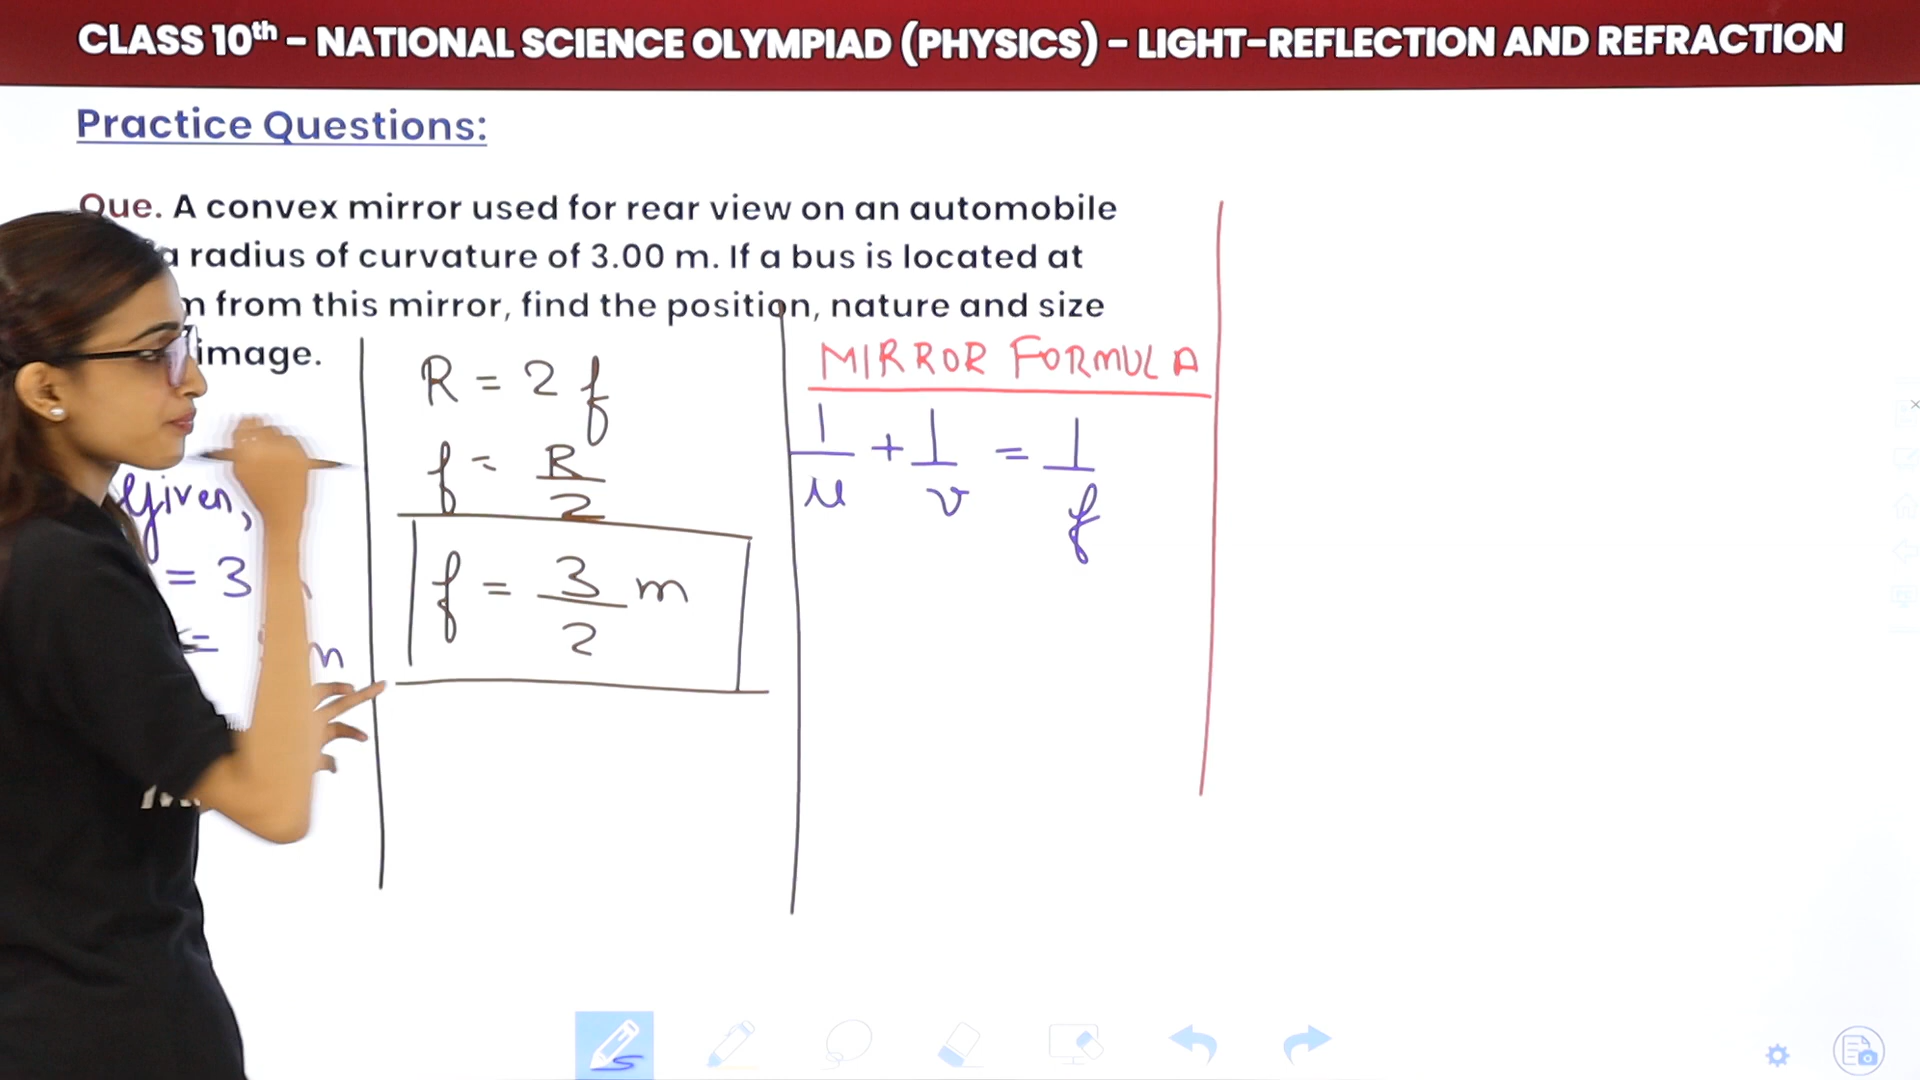 CLASS 10th - NATIONAL SCIENCE OLYMPIAD (PHYSICS) - LIGHT-REFLECTION AND REFRACTION
Practice Questions:
Que. A convex mirror used for rear view on an automobile
a radius of curvature of 3.00 m. If a bus is located at
from this mirror, find the position, nature and size
image.
Given,
= 3
= m
R = 2 f
f = R/2
f = 3/2 m
MIRROR FORMULA
1/u + 1/v = 1/f